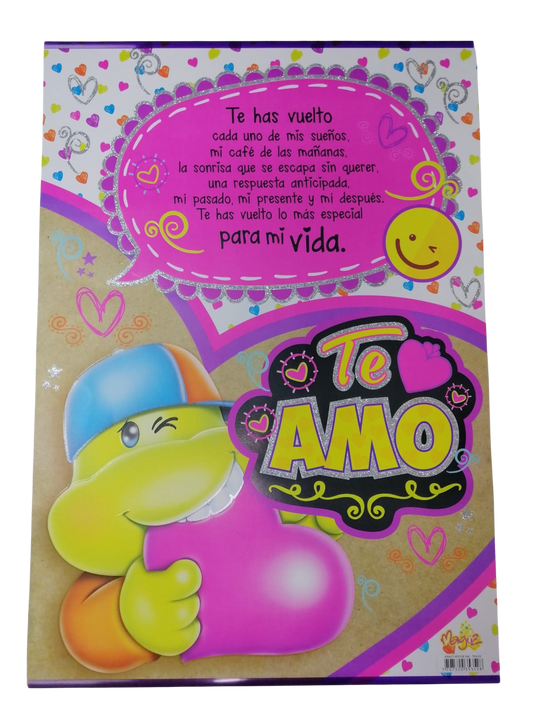 Te has vuelto
cada uno de mis sueños,
mi café de las mañanas,
la sonrisa que se escapa sin querer,
una respuesta anticipada,
mi pasado, mi presente y mi después.
Te has vuelto lo más especial
para mi vida.
Te
AMO
Magüz